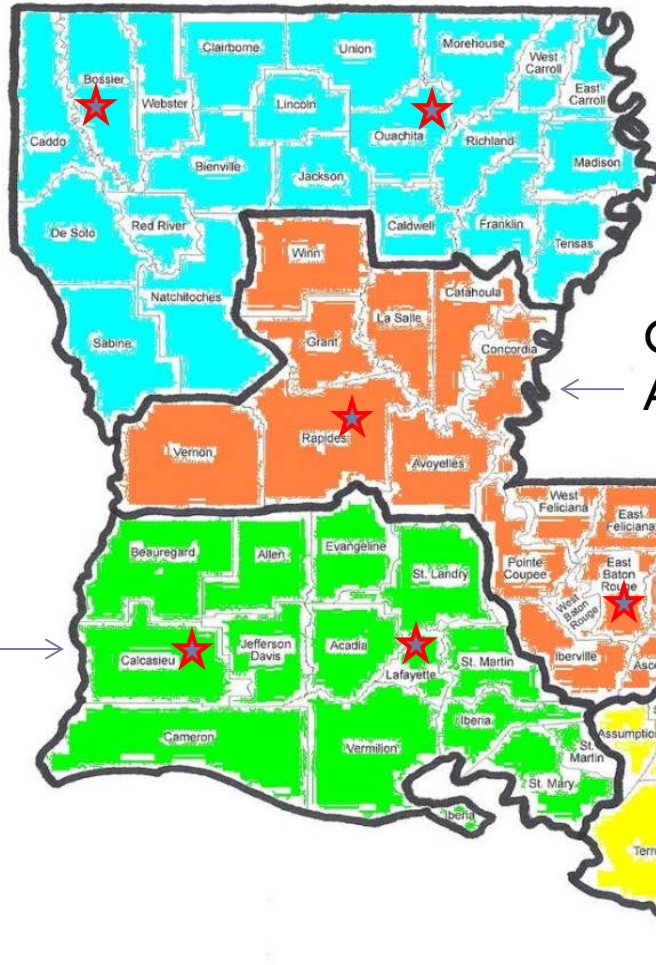 Clairborne
Union
Morehouse
West
Carroll
Bossier
Webster
Lincoln
East
Carroll
Caddo
Ouachita
Richland
Bienville
Jackson
Madison
De Soto
Red River
Caldwell
Franklin
Tensas
Winn
Natchitoches
Catahoula
La Salle
Sabine
Grant
Concordia
Rapides
Vernon
Avoyelles
West
Feliciana
East
Feliciana
Beauregard
Allen
Evangeline
St. Landry
Pointe
Coupee
East
Baton
Rouge
West
Baton
Rouge
Calcasieu
Jefferson
Davis
Acadia
Lafayette
St. Martin
Iberville
Iberia
Assumption
Cameron
Vermilion
St.
Martin
St. Mary
Iberia